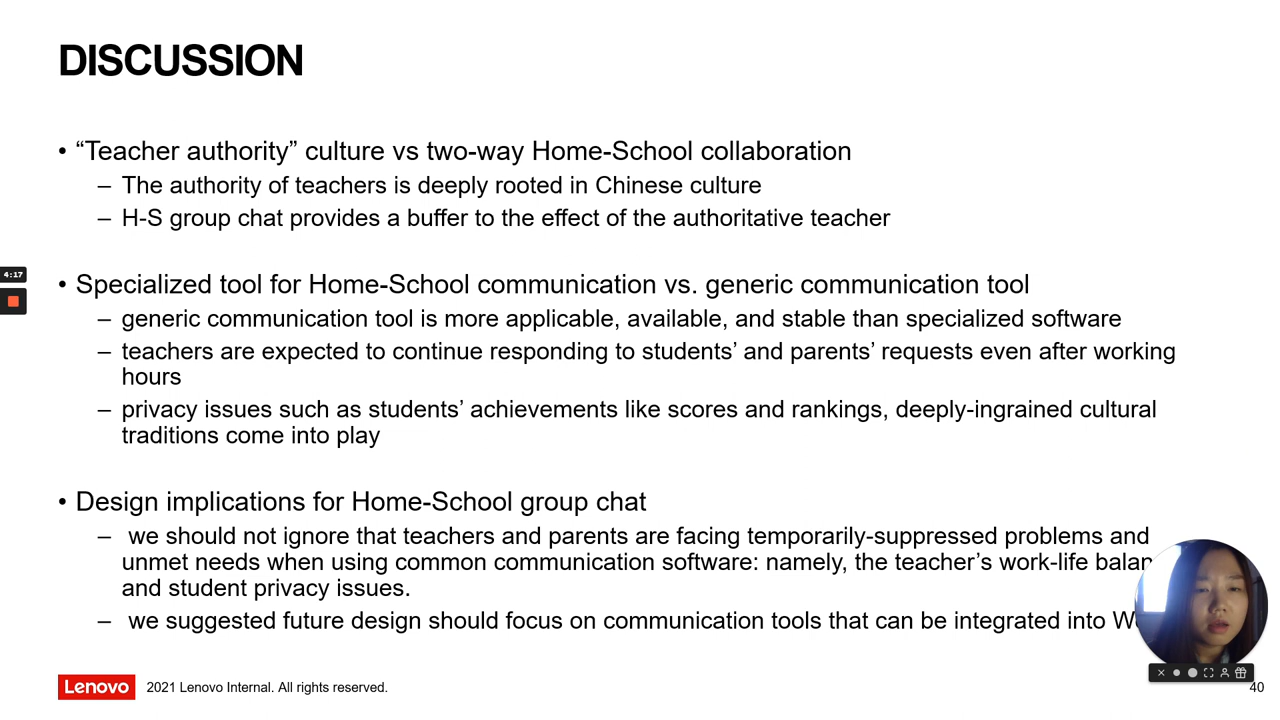 DISCUSSION
• “Teacher authority” culture vs two-way Home-School collaboration
– The authority of teachers is deeply rooted in Chinese culture
– H-S group chat provides a buffer to the effect of the authoritative teacher
• Specialized tool for Home-School communication vs. generic communication tool
– generic communication tool is more applicable, available, and stable than specialized software
– teachers are expected to continue responding to students’ and parents’ requests even after working
hours
– privacy issues such as students’ achievements like scores and rankings, deeply-ingrained cultural
traditions come into play
4:17
• Design implications for Home-School group chat
– we should not ignore that teachers and parents are facing temporarily-suppressed problems and
unmet needs when using common communication software: namely, the teacher’s work-life
and student privacy issues.
– we suggested future design should focus on communication tools that can be integrated into
Lenovo 2021 Lenovo Internal. All rights reserved.
40